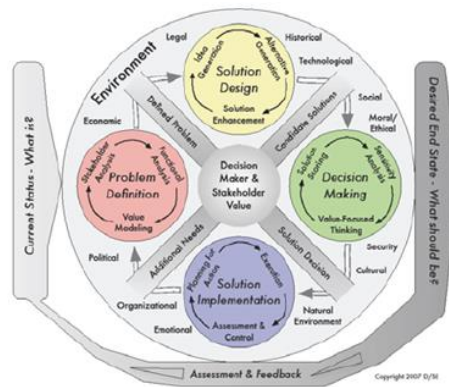 Environment
Legal
Historical
Technological
Social
Moral/
Ethical
Security
Cultural
Natural
Environment
Emotional
Organizational
Political
Economic
Idea
Generation
Alternative
Generation
Solution
Design
Solution
Enhancement
Defined Problem
Candidate Solutions
Stakeholder
Analysis
Functional
Analysis
Problem
Definition
Value Modeling
Decision
Maker &
Stakeholder
Value
Solution
Scoring
Sensitivity
Analysis
Decision
Making
Value-Focused
Thinking
Additional Needs
Solution Decision
Planning for
Action
Execution
Solution
Implementation
Assessment &
Control
Current Status - What is?
Desired End State - What should be?
Assessment & Feedback
Copyright 2007 D/SE